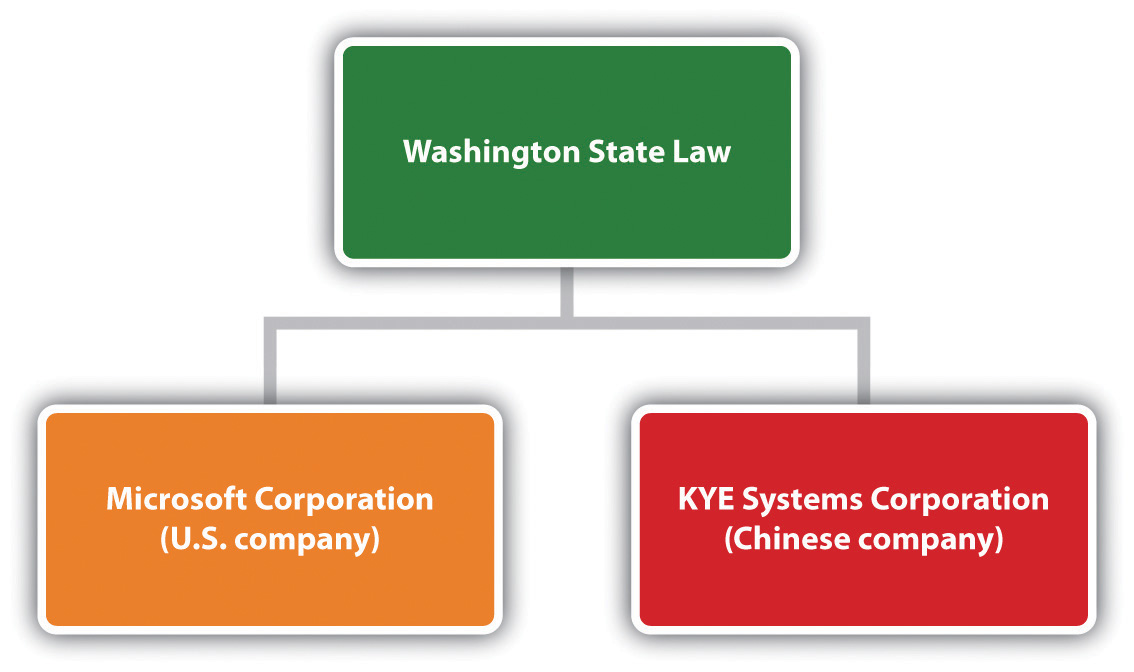 Washington State Law
Microsoft Corporation
(U.S. company)
KYE Systems Corporation
(Chinese company)